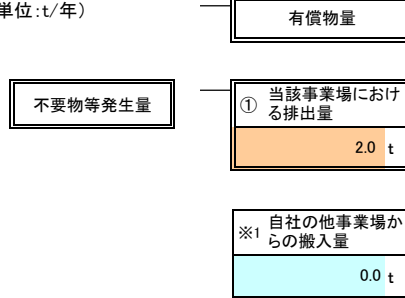 単位:t/年）
有償物量
不要物等発生量
① 当該事業場におけ
る排出量
2.0 t
※1 自社の他事業場か
らの搬入量
0.0 t